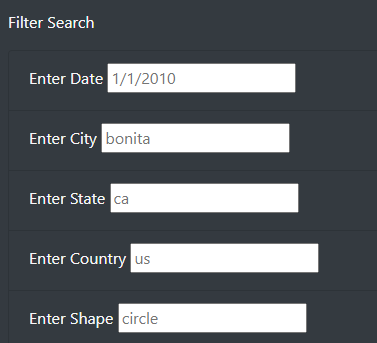 Filter Search
Enter Date 1/1/2010
Enter City bonita
Enter State ca
Enter Country us
Enter Shape circle